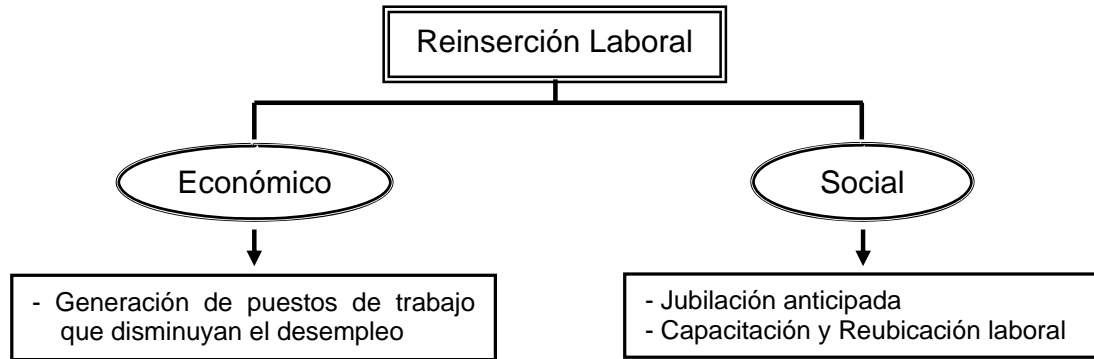 Reinserción Laboral
Económico
Social
- Generación de puestos de trabajo
que disminuyan el desempleo
- Jubilación anticipada
- Capacitación y Reubicación laboral